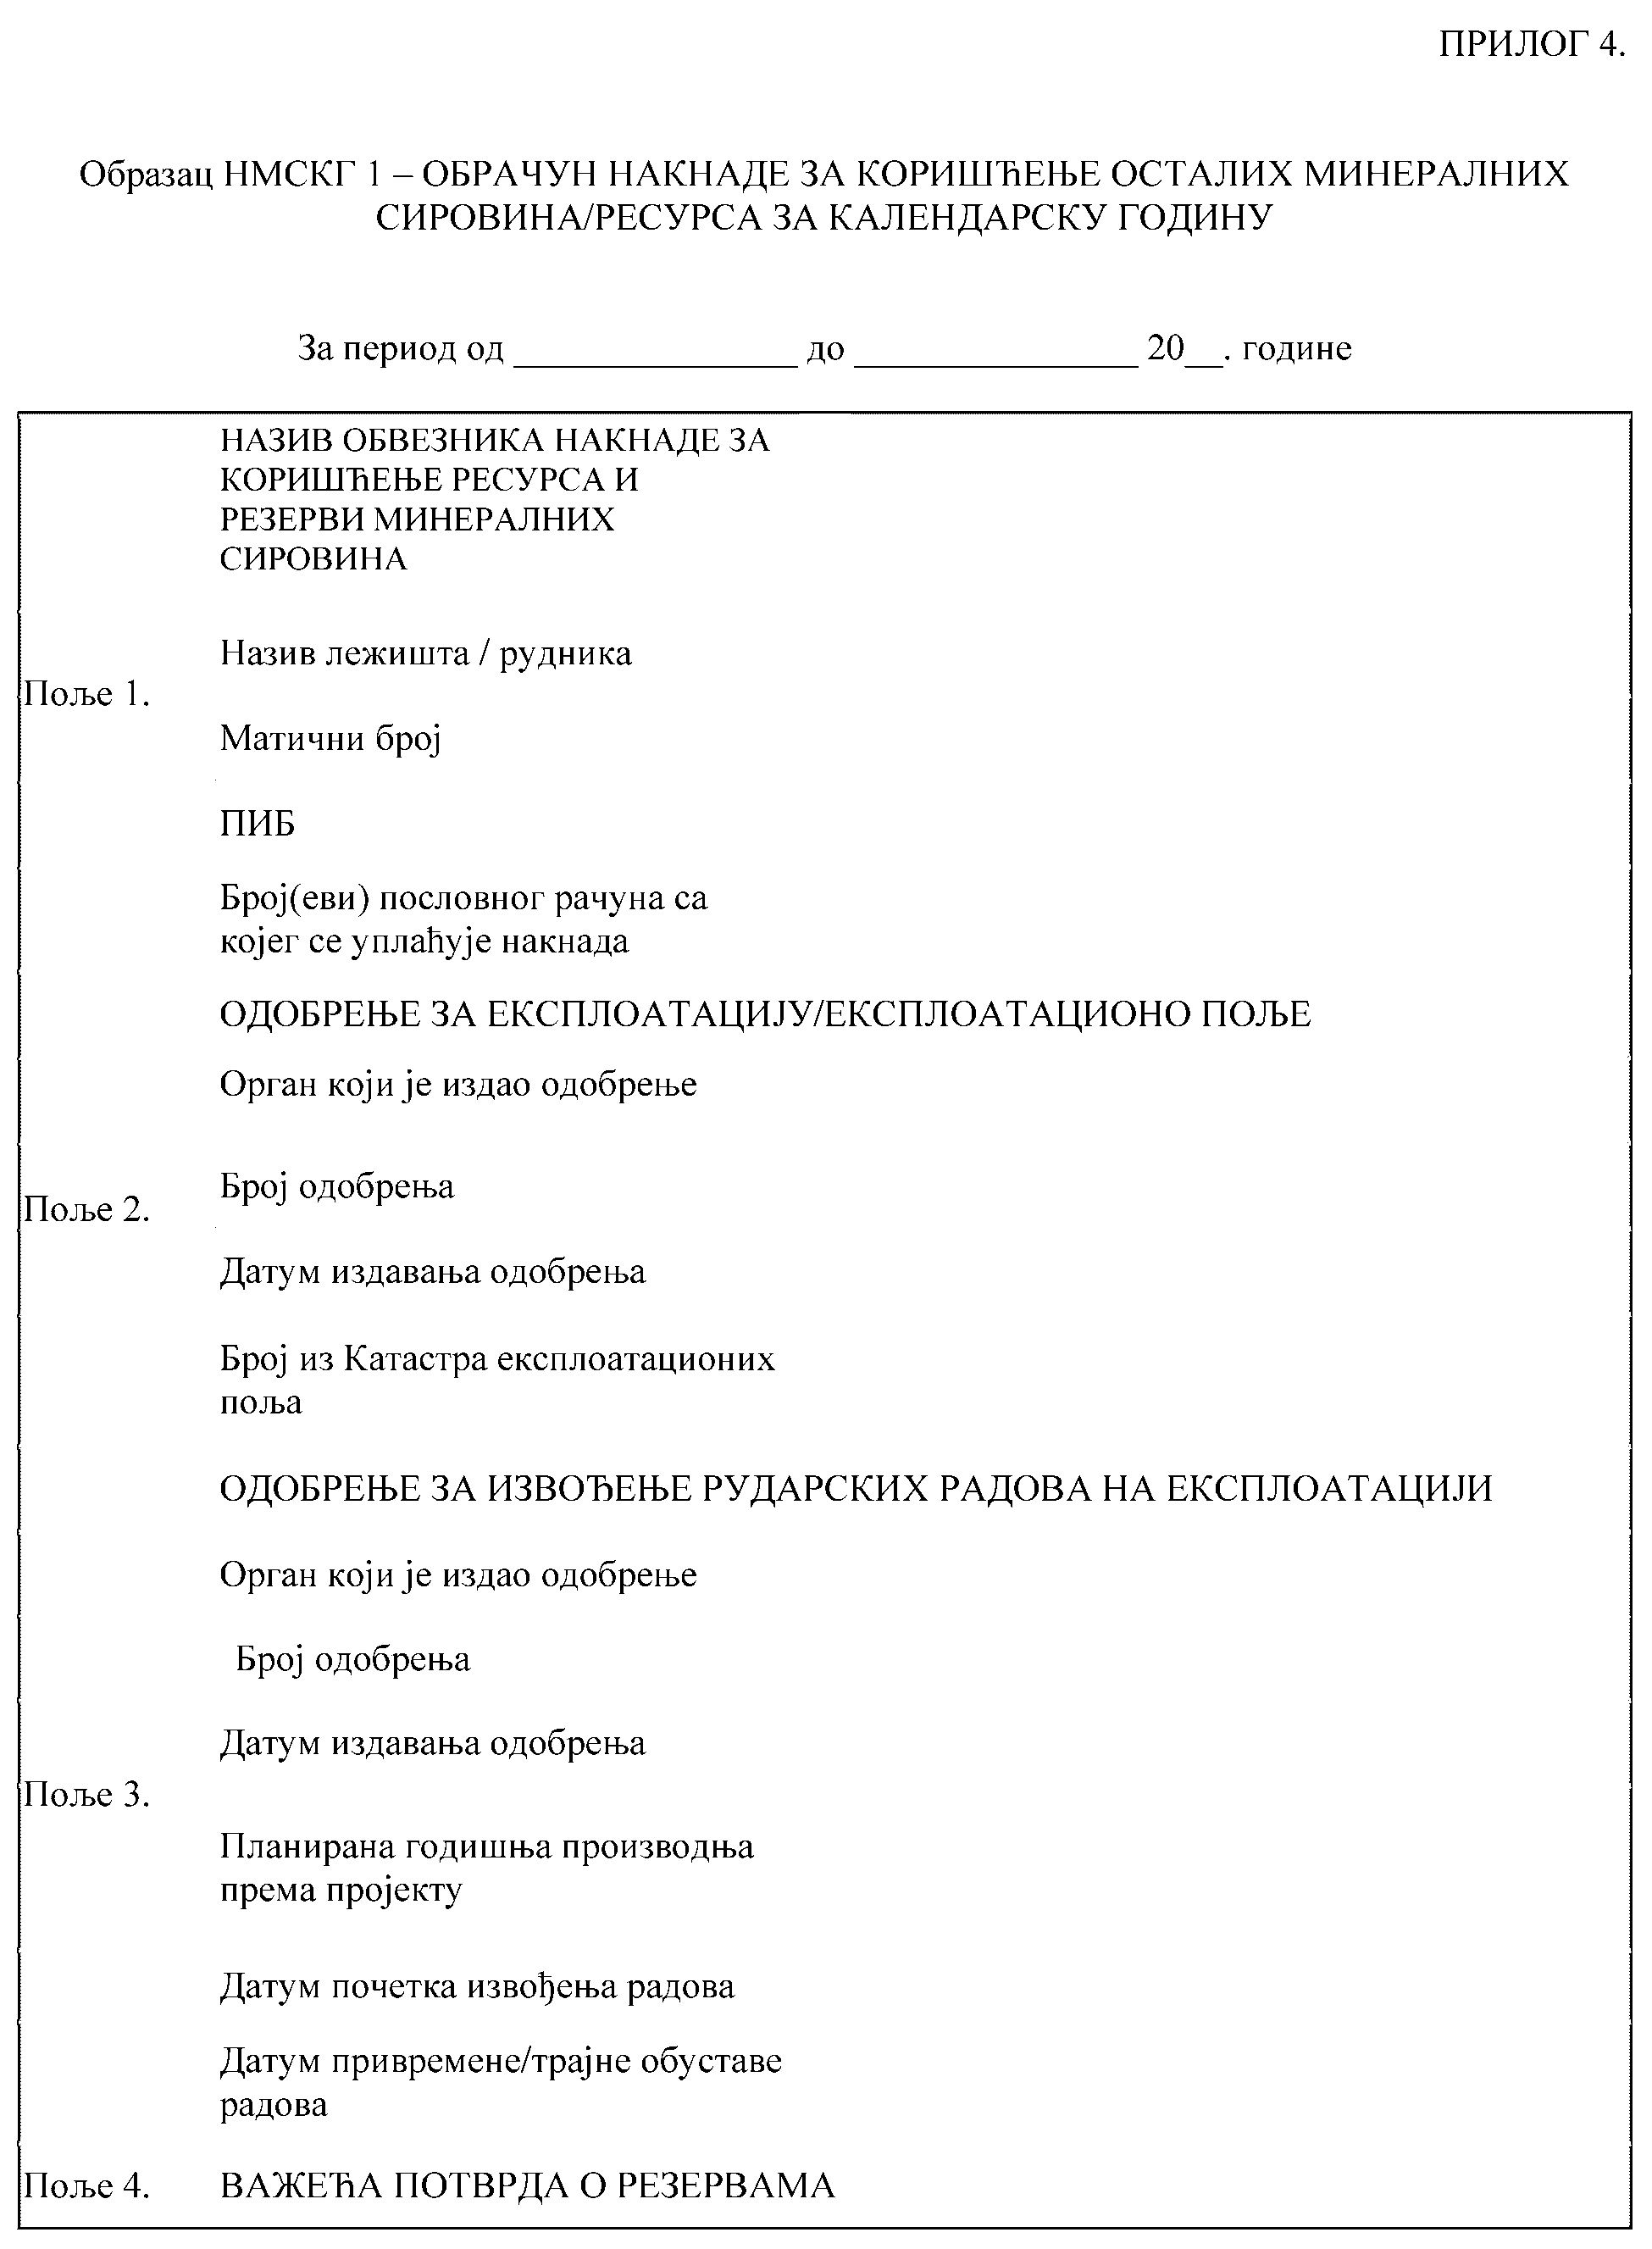 ПРИЛОГ 4.
Образац НМСКГ 1 – ОБРАЧУН НАКНАДЕ ЗА КОРИШЋЕЊЕ ОСТАЛИХ МИНЕРАЛНИХ
СИРОВИНА/РЕСУРСА ЗА КАЛЕНДАРСКУ ГОДИНУ
За период од _______________ до _______________ 20__. године
НАЗИВ ОБВЕЗНИКА НАКНАДЕ ЗА
КОРИШЋЕЊЕ РЕСУРСА И
РЕЗЕРВИ МИНЕРАЛНИХ
СИРОВИНА
Назив лежишта / рудника
Поље 1.
Матични број
ПИБ
Број(еви) пословног рачуна са
којег се уплаћује накнада
ОДОБРЕЊЕ ЗА ЕКСПЛОАТАЦИЈУ/ЕКСПЛОАТАЦИОНО ПОЉЕ
Орган који је издао одобрење
Број одобрења
Поље 2.
Датум издавања одобрења
Број из Катастра експлоатационих
поља
ОДОБРЕЊЕ ЗА ИЗВОЂЕЊЕ РУДАРСКИХ РАДОВА НА ЕКСПЛОАТАЦИЈИ
Орган који је издао одобрење
Број одобрења
Датум издавања одобрења
Поље 3.
Планирана годишња производња
према пројекту
Датум почетка извођења радова
Датум привремене/трајне обуставе
радова
Поље 4. ВАЖЕЋА ПОТВРДА О РЕЗЕРВАМА